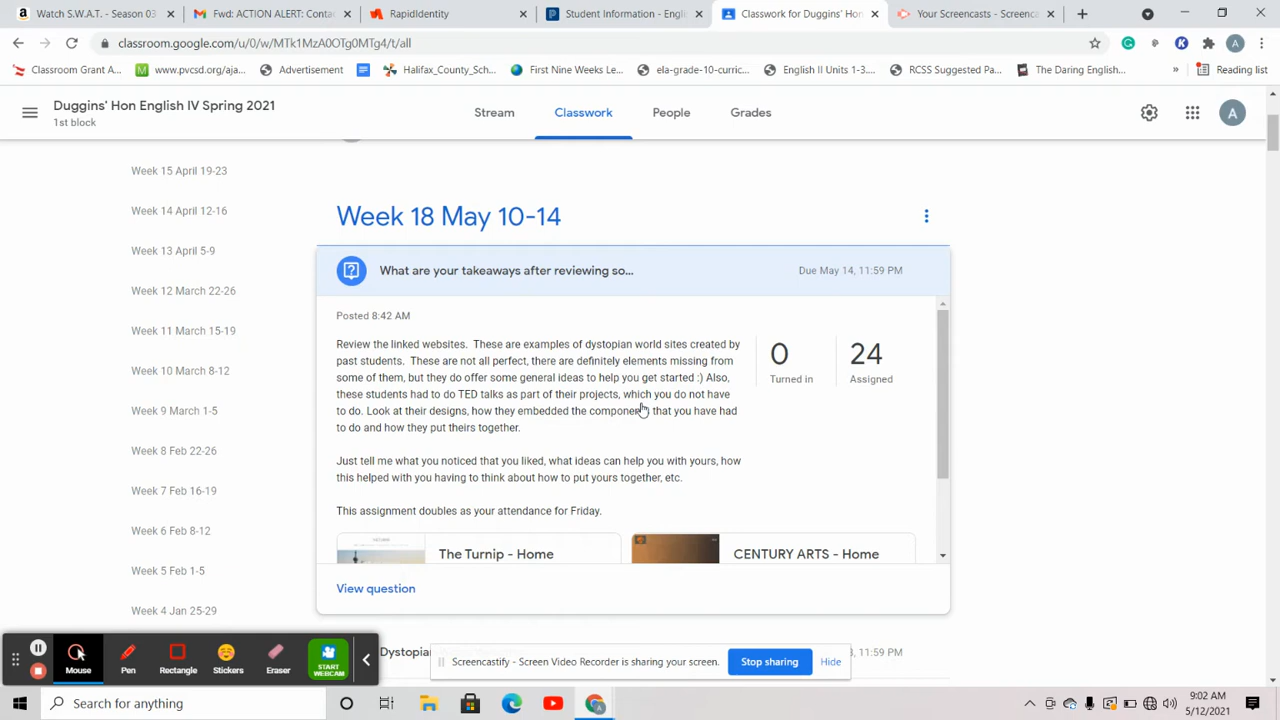 Watch S.W.A.T. - Season 03
Fwd: ACTION ALERT: Conta
RapidIdentity
Student Information - Engli
Classwork for Duggins' Hon
Your Screencasts - Screenca
classroom.google.com/u/0/w/MTk1MzA0OTg0MTg4/t/all
Classroom Grant A...
www.pvcsd.org/aja...
Advertisement
Halifax_County_Sch...
First Nine Weeks Le...
ela-grade-10-curric...
English II Units 1-3....
RCSS Suggested Pa...
The Daring English...
Reading list
Duggins' Hon English IV Spring 2021
1st block
Stream
Classwork
People
Grades
A
Week 15 April 19-23
Week 14 April 12-16
Week 13 April 5-9
Week 12 March 22-26
Week 11 March 15-19
Week 10 March 8-12
Week 9 March 1-5
Week 8 Feb 22-26
Week 7 Feb 16-19
Week 6 Feb 8-12
Week 5 Feb 1-5
Week 4 Jan 25-29
Week 18 May 10-14
What are your takeaways after reviewing so...
Due May 14, 11:59 PM
Posted 8:42 AM
Review the linked websites. These are examples of dystopian world sites created by
past students. These are not all perfect, there are definitely elements missing from
some of them, but they do offer some general ideas to help you get started :) Also,
these students had to do TED talks as part of their projects, which you do not have
to do. Look at their designs, how they embedded the component that you have had
to do and how they put theirs together.
Just tell me what you noticed that you liked, what ideas can help you with yours, how
this helped with you having to think about how to put yours together, etc.
This assignment doubles as your attendance for Friday.
0
Turned in
24
Assigned
The Turnip - Home
CENTURY ARTS - Home
View question
Dystopia
, 11:59 PM
Mouse
Pen
Rectangle
Stickers
Eraser
START
WEBCAM
Screencastify - Screen Video Recorder is sharing your screen.
Stop sharing
Hide
Type here to search
9:02 AM
5/12/2021